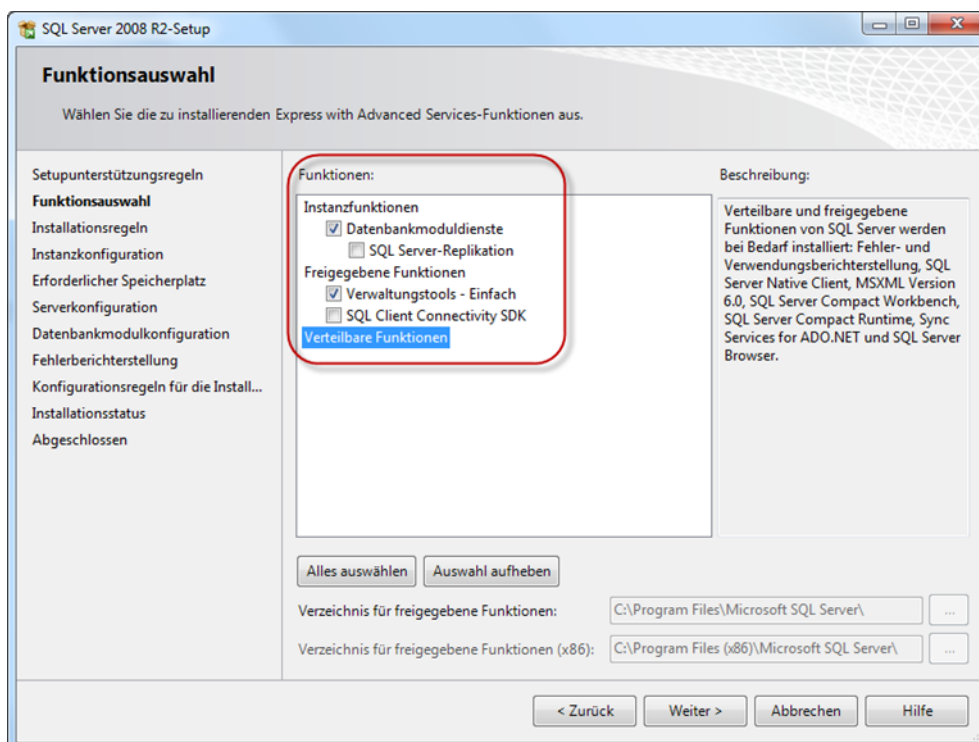 SQL Server 2008 R2-Setup
Funktionsauswahl
Wählen Sie die zu installierenden Express with Advanced Services-Funktionen aus.
Setupunterstützungsregeln
Funktionsauswahl
Installationsregeln
Instanzkonfiguration
Erforderlicher Speicherplatz
Serverkonfiguration
Datenbankmodulkonfiguration
Fehlerberichterstellung
Konfigurationsregeln für die Install...
Installationsstatus
Abgeschlossen
Funktionen:
Instanzfunktionen
Datenbankmoduldienste
SQL Server-Replikation
Freigegebene Funktionen
Verwaltungstools - Einfach
SQL Client Connectivity SDK
Verteilbare Funktionen
Beschreibung:
Verteilbare und freigegebene
Funktionen von SQL Server werden
bei Bedarf installiert: Fehler- und
Verwendungsberichterstellung, SQL
Server Native Client, MSXML Version
6.0, SQL Server Compact Workbench,
SQL Server Compact Runtime, Sync
Services for ADO.NET und SQL Server
Browser.
Alles auswählen
Auswahl aufheben
Verzeichnis für freigegebene Funktionen:
C:\Program Files\Microsoft SQL Server\
...
Verzeichnis für freigegebene Funktionen (x86):
C:\Program Files (x86)\Microsoft SQL Server\
...
< Zurück
Weiter >
Abbrechen
Hilfe